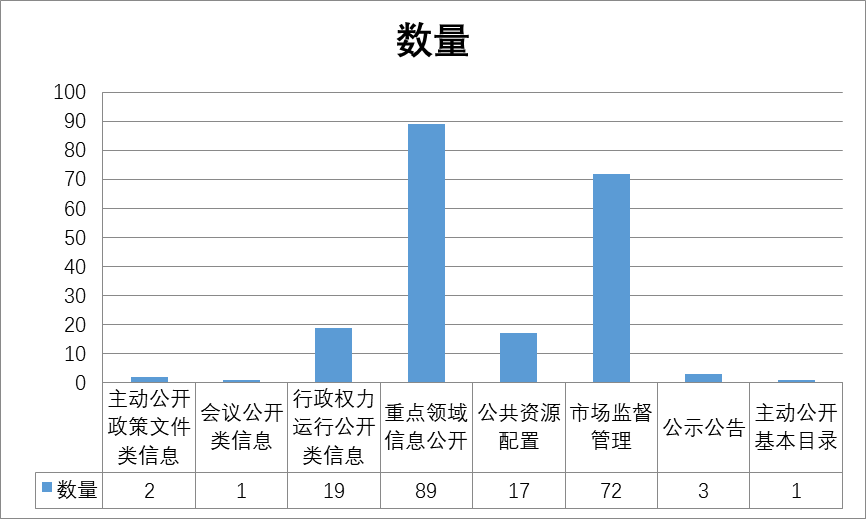 数量
100
90
80
70
60
50
40
30
20
10
0
主动公开
政策文件
类信息
会议公开
类信息
行政权力
运行公开
类信息
重点领域
信息公开
公共资源
配置
市场监督
管理
公示公告
主动公开
基本目录
数量 2 1 19 89 17 72 3 1